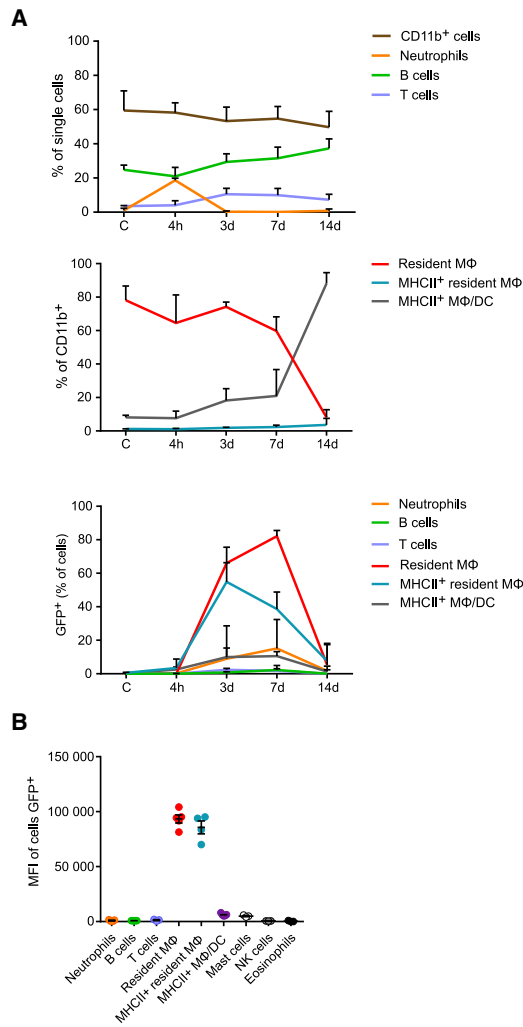 A
CD11b⁺ cells
Neutrophils
B cells
T cells
% of single cells
100
80
60
40
20
0
C 4h 3d 7d 14d
Resident MΦ
MHCII⁺ resident MΦ
MHCII⁺ MΦ/DC
% of CD11b⁺
100
80
60
40
20
0
C 4h 3d 7d 14d
Neutrophils
B cells
T cells
Resident MΦ
MHCII⁺ resident MΦ
MHCII⁺ MΦ/DC
GFP⁺ (% of cells)
100
80
60
40
20
0
C 4h 3d 7d 14d
B
MFI of cells GFP⁺
150 000
100 000
50 000
0
Neutrophils
B cells
T cells
Resident MΦ
MHCII+ resident MΦ
MHCII+ MΦ/DC
Mast cells
NK cells
Eosinophils